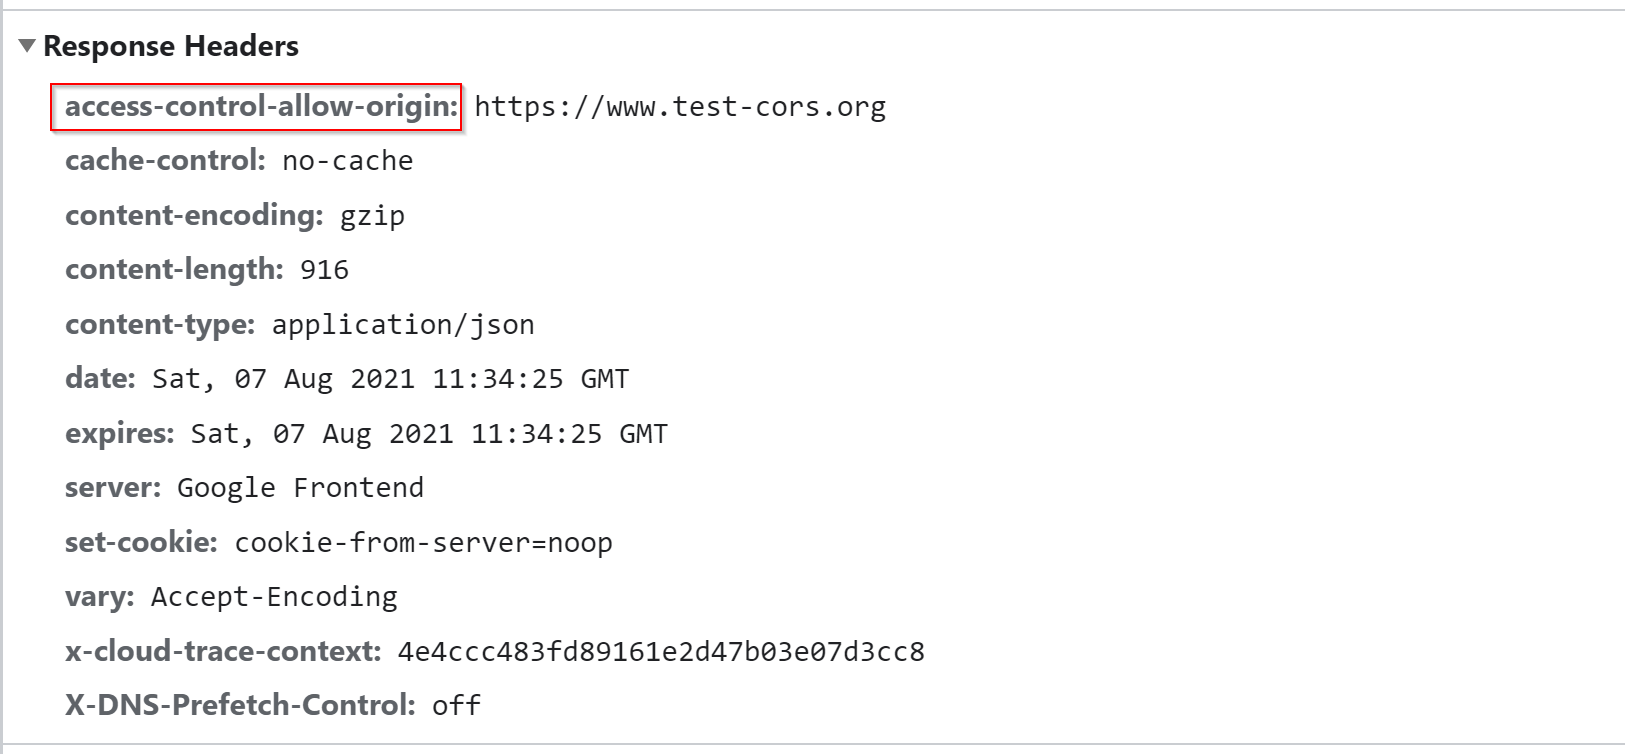 Response Headers
access-control-allow-origin: https://www.test-cors.org
cache-control: no-cache
content-encoding: gzip
content-length: 916
content-type: application/json
date: Sat, 07 Aug 2021 11:34:25 GMT
expires: Sat, 07 Aug 2021 11:34:25 GMT
server: Google Frontend
set-cookie: cookie-from-server=noop
vary: Accept-Encoding
x-cloud-trace-context: 4e4ccc483fd89161e2d47b03e07d3cc8
X-DNS-Prefetch-Control: off